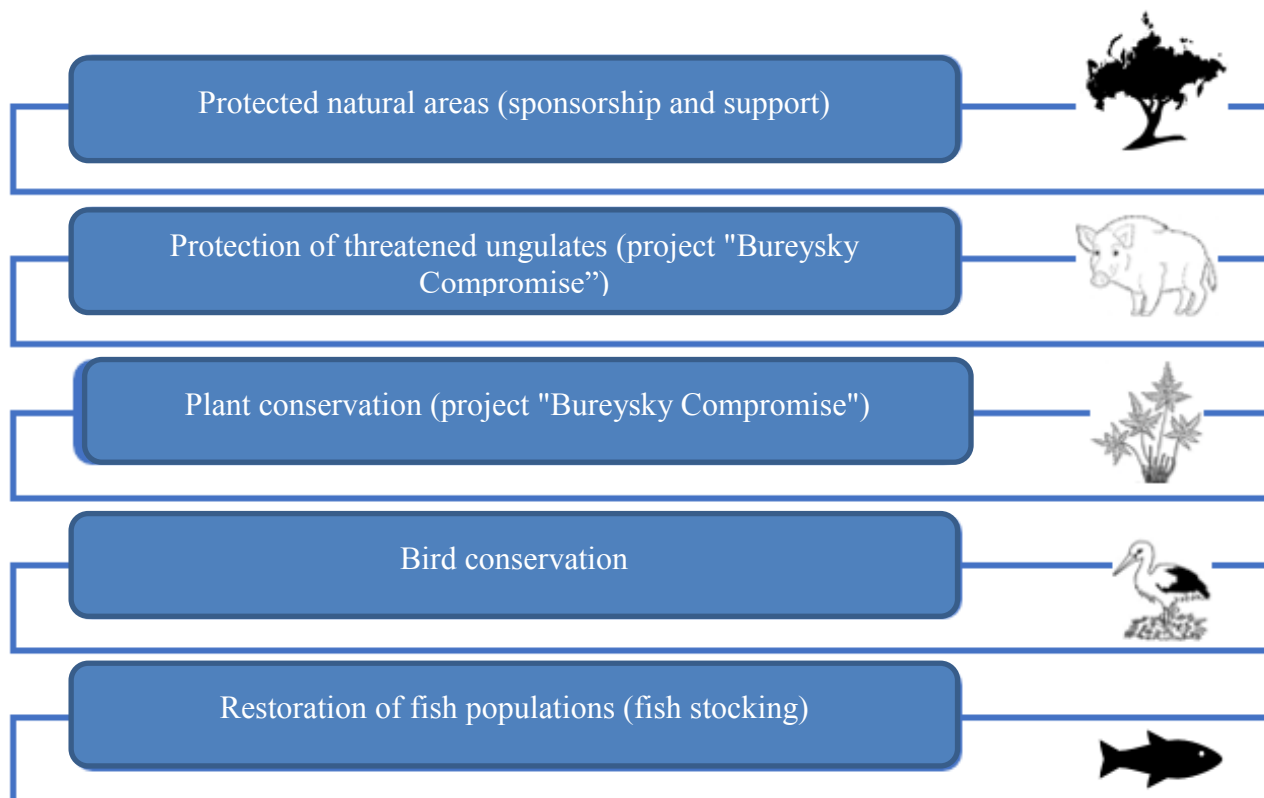 Protected natural areas (sponsorship and support)
Protection of threatened ungulates (project "Bureysky
Compromise”)
Plant conservation (project "Bureysky Compromise")
Bird conservation
Restoration of fish populations (fish stocking)